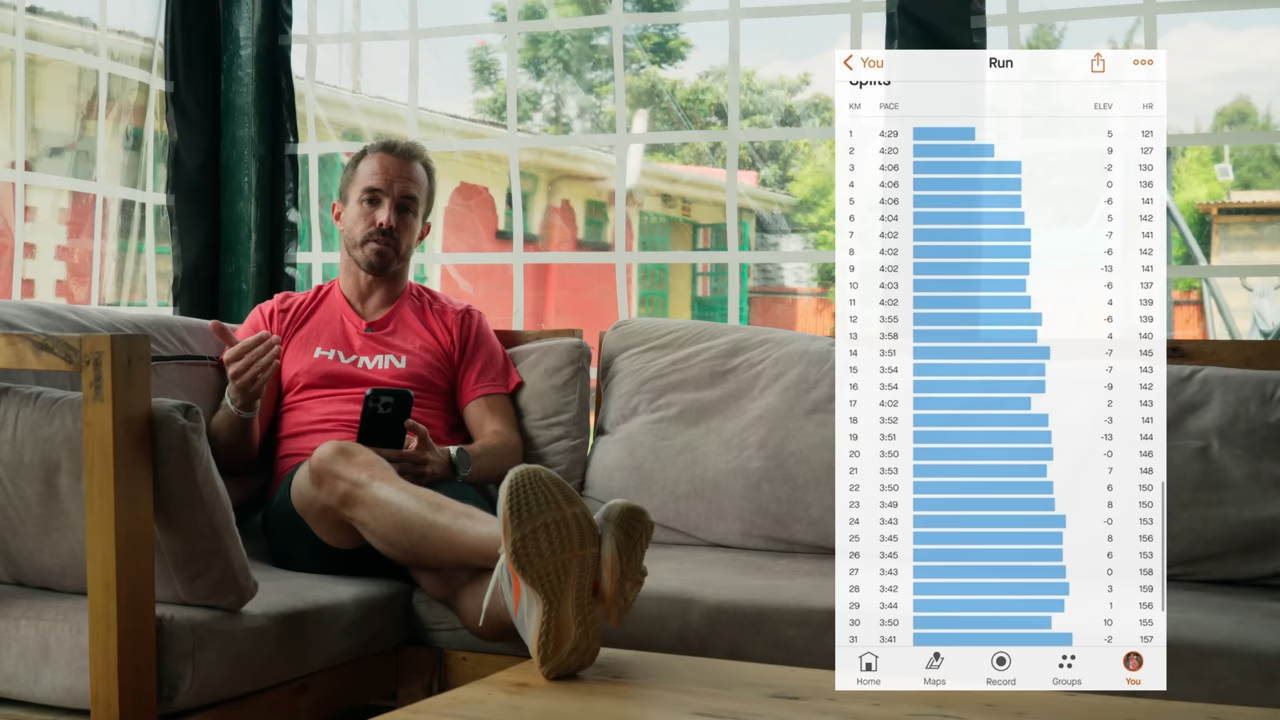 HVMN
You Run
Splits
KM PACE ELEV HR
1 4:29 5 121
2 4:20 9 127
3 4:06 -2 130
4 4:06 0 136
5 4:06 -6 141
6 4:04 5 142
7 4:02 -7 141
8 4:02 -6 142
9 4:02 -13 141
10 4:03 -6 137
11 4:02 4 139
12 3:55 -6 139
13 3:58 4 140
14 3:51 -7 145
15 3:54 -7 143
16 3:54 -9 142
17 4:02 2 143
18 3:52 -3 141
19 3:51 -13 144
20 3:50 -0 146
21 3:53 7 148
22 3:50 6 150
23 3:49 8 150
24 3:43 -0 153
25 3:45 8 156
26 3:45 6 153
27 3:43 0 158
28 3:42 3 159
29 3:44 1 156
30 3:50 10 155
31 3:41 -2 157
Home Maps Record Groups You